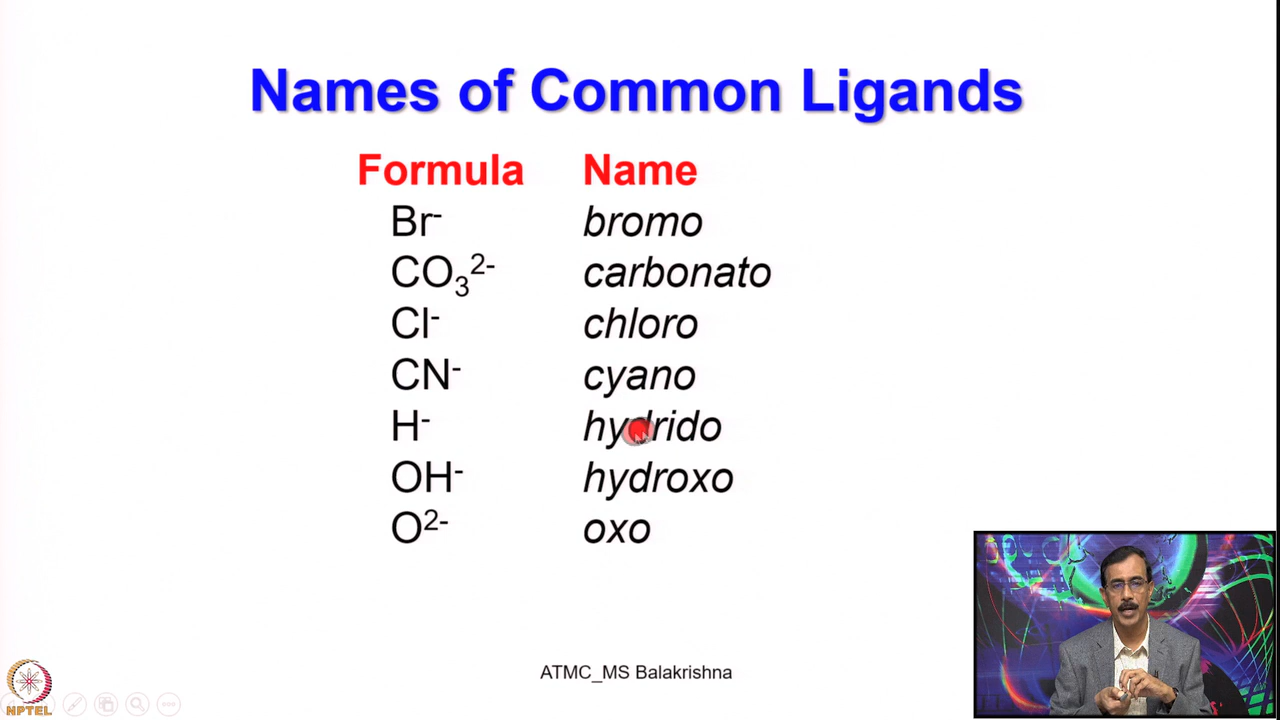 Names of Common Ligands
Formula Name
Br⁻ bromo
CO₃²⁻ carbonato
Cl⁻ chloro
CN⁻ cyano
H⁻ hydrido
OH⁻ hydroxo
O²⁻ oxo
ATMC_MS Balakrishna
NPTEL